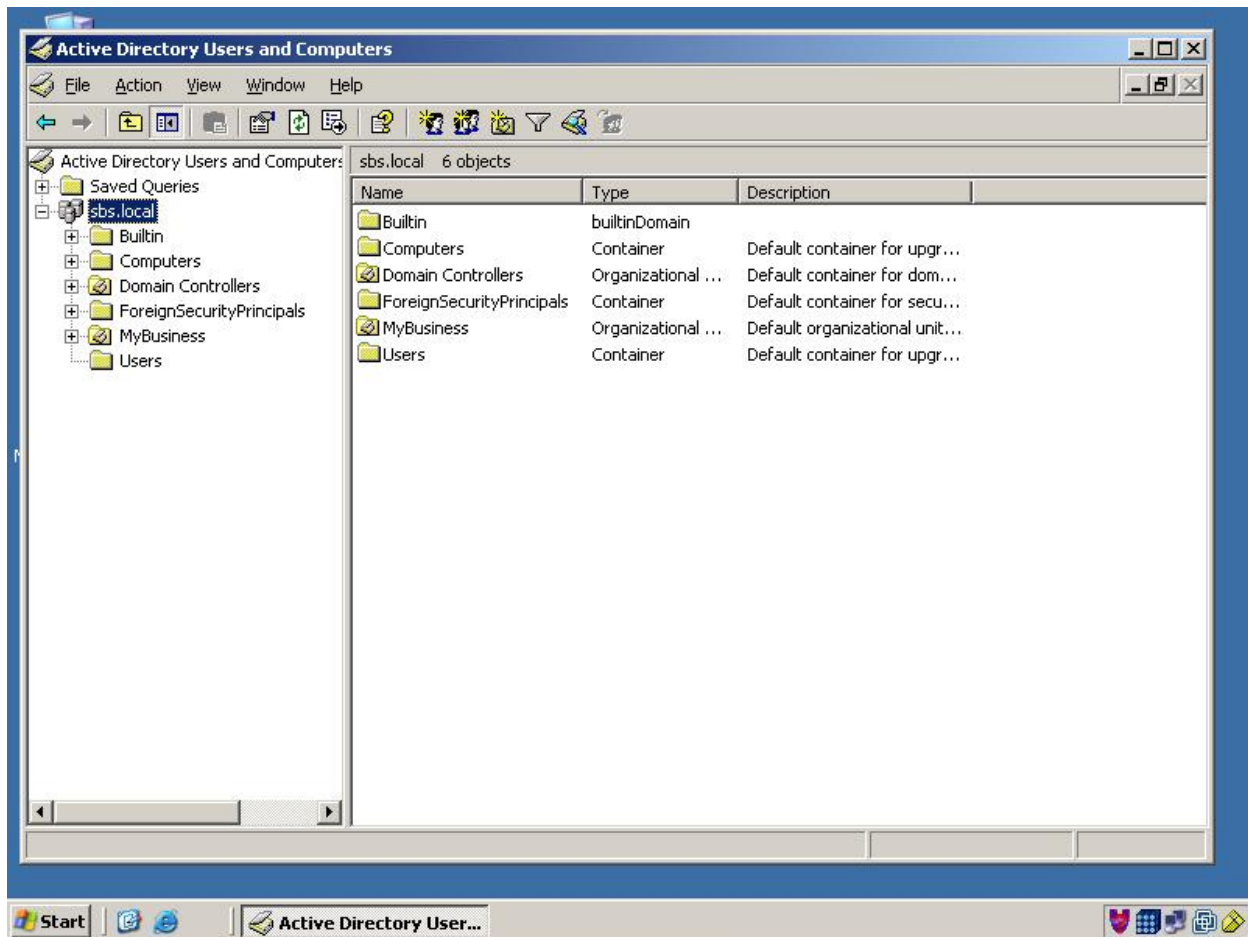 Active Directory Users and Computers
File Action View Window Help
Active Directory Users and Computers
Saved Queries
sbs.local
Builtin
Computers
Domain Controllers
ForeignSecurityPrincipals
MyBusiness
Users
sbs.local 6 objects
Name Type Description
Builtin builtinDomain
Computers Container Default container for upgr...
Domain Controllers Organizational ... Default container for dom...
ForeignSecurityPrincipals Container Default container for secu...
MyBusiness Organizational ... Default organizational unit...
Users Container Default container for upgr...
Start Active Directory User...